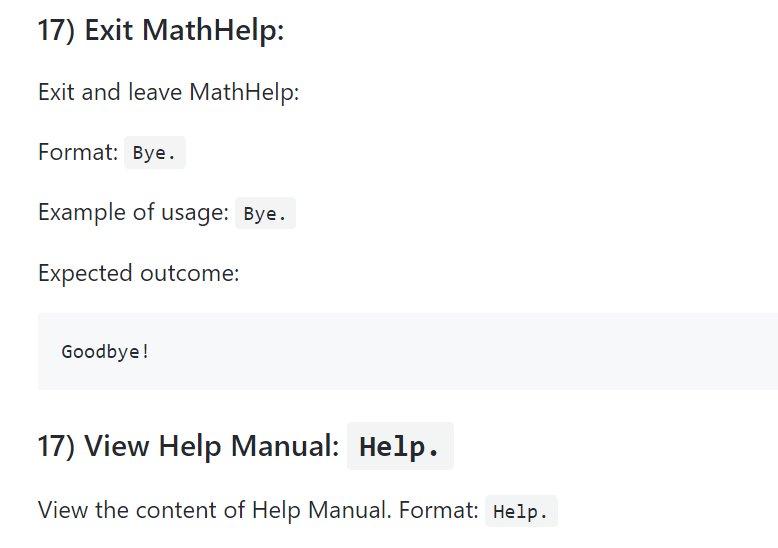 17) Exit MathHelp:
Exit and leave MathHelp:
Format: Bye.
Example of usage: Bye.
Expected outcome:
Goodbye!
17) View Help Manual: Help.
View the content of Help Manual. Format: Help.